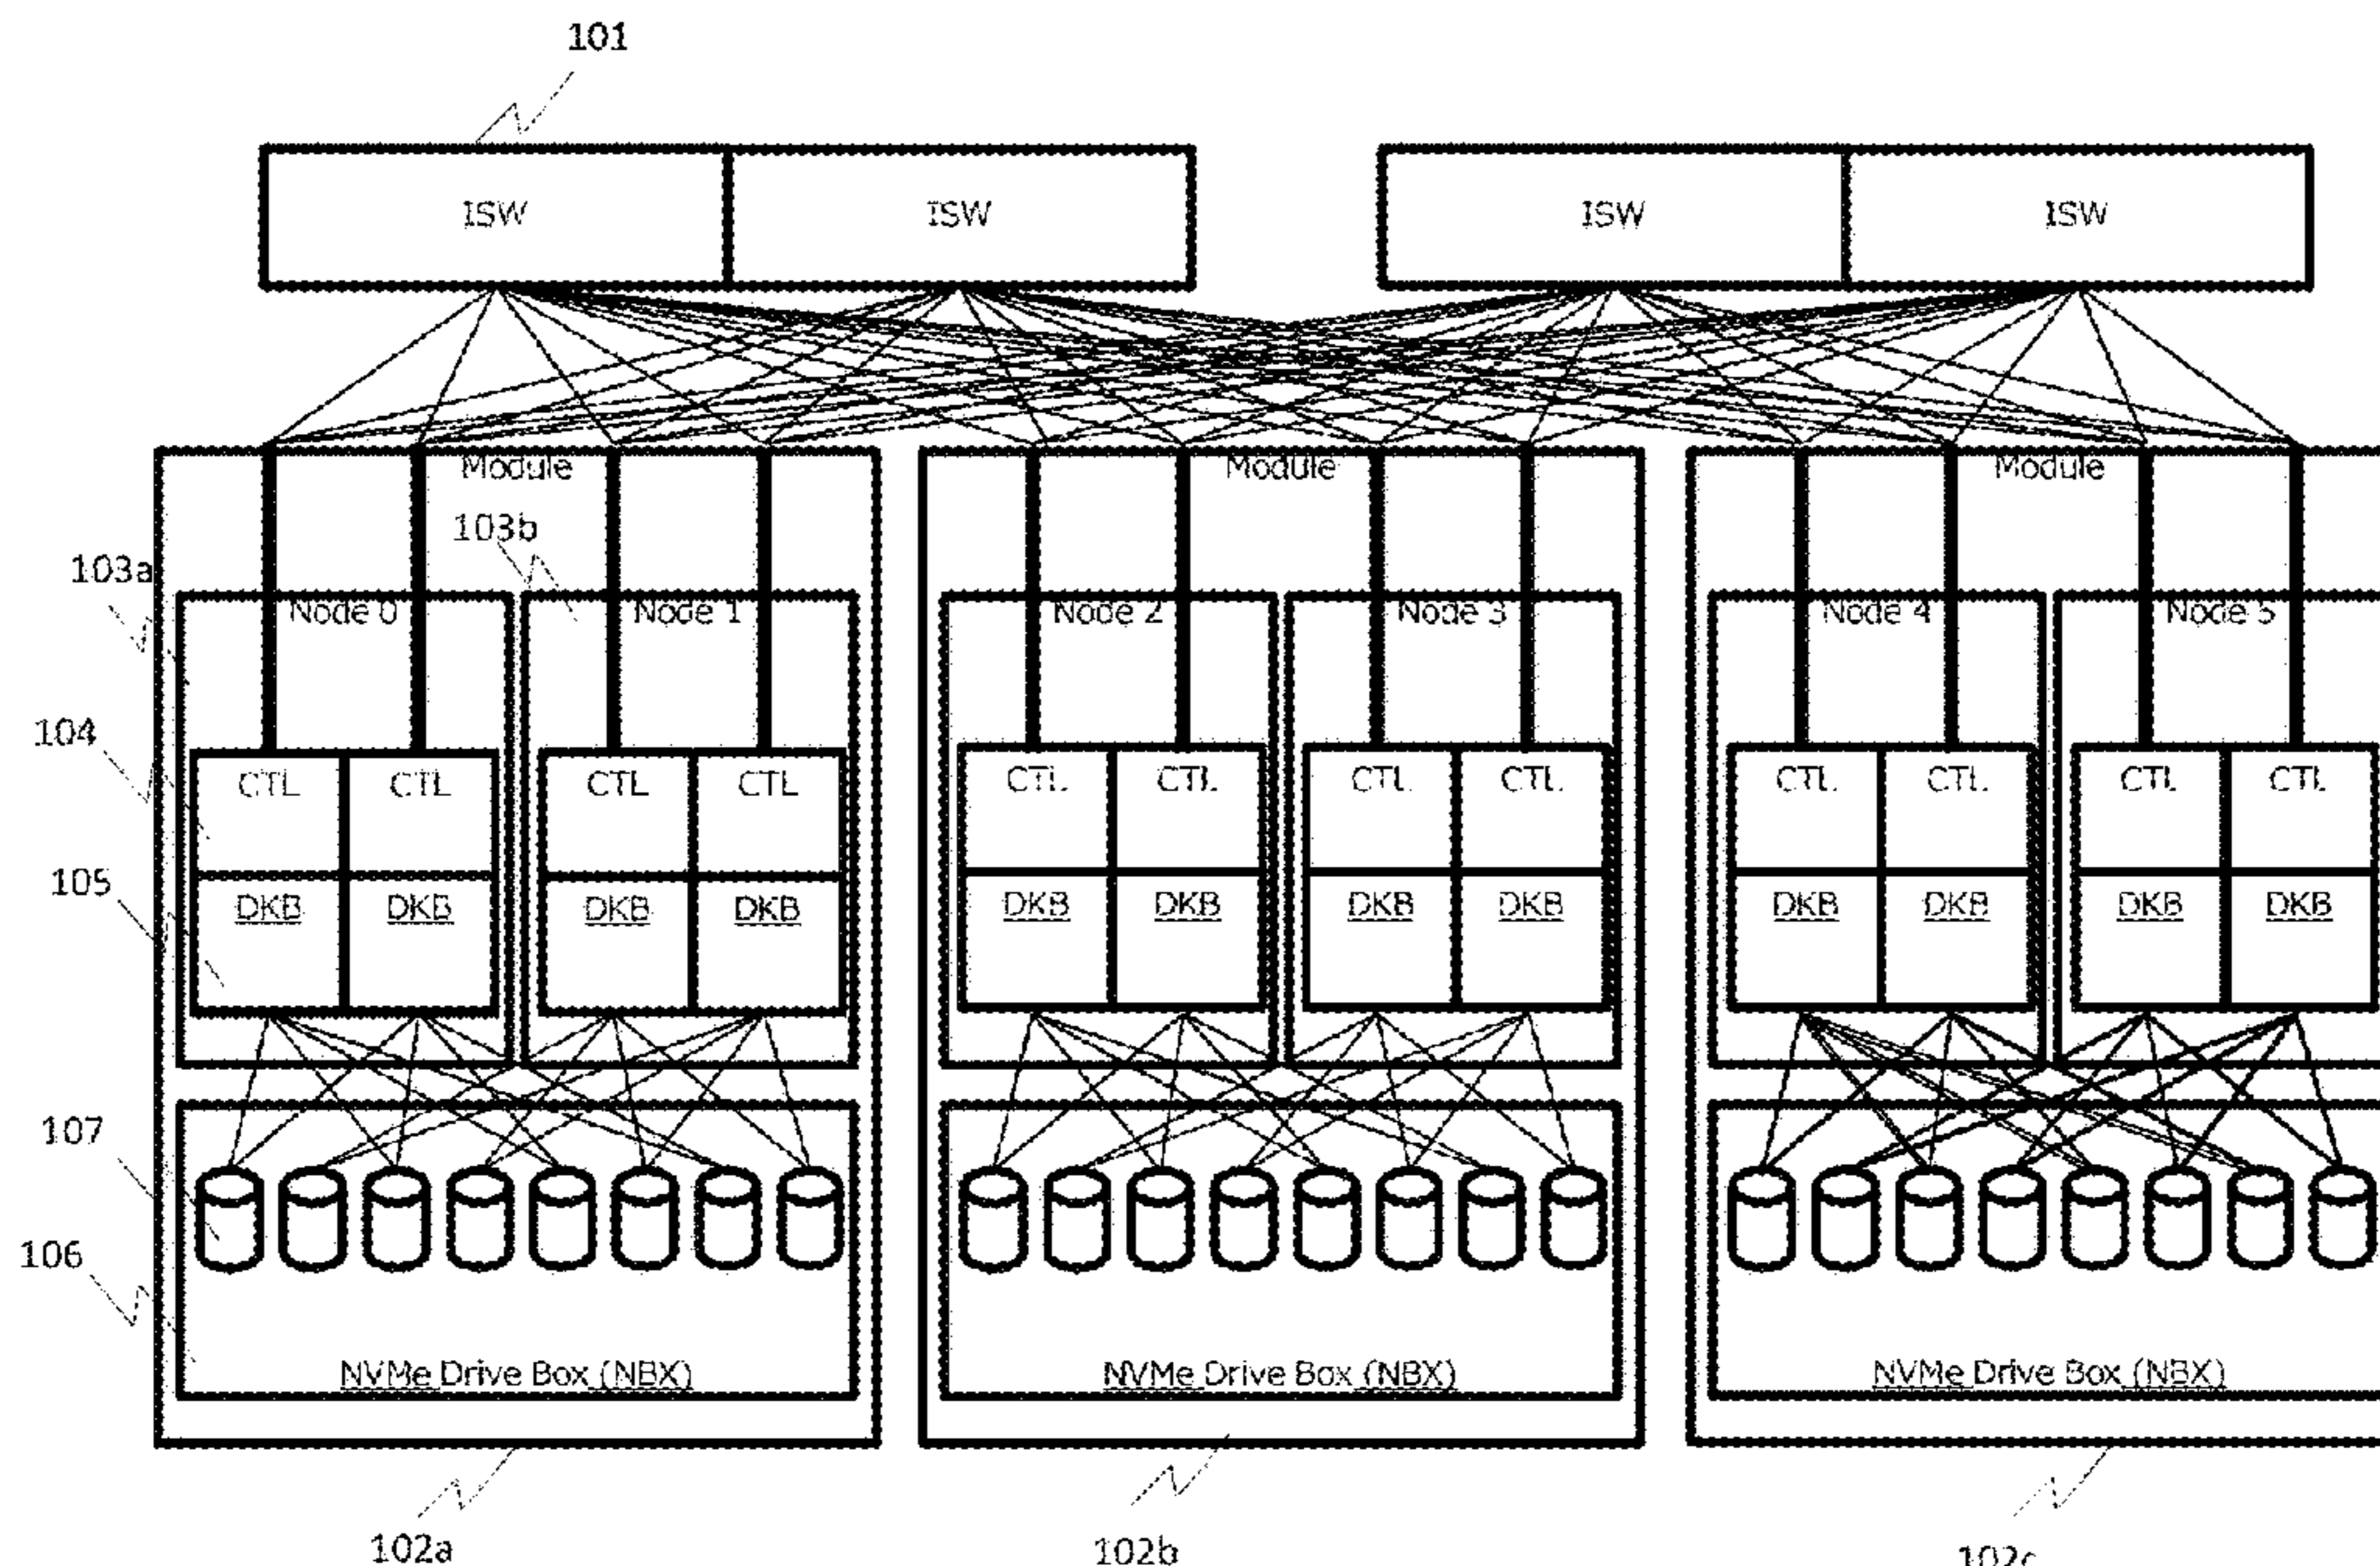 101
ISW ISW ISW ISW
Module Module Module
103b
103a
Node 0 Node 1 Node 2 Node 3 Node 4 Node 5
104
CTL CTL CTL CTL CTL CTL CTL CTL CTL CTL CTL CTL
105
DKB DKB DKB DKB DKB DKB DKB DKB DKB DKB DKB DKB
107
106
NVMe Drive Box (NBX) NVMe Drive Box (NBX) NVMe Drive Box (NBX)
102a 102b 102c